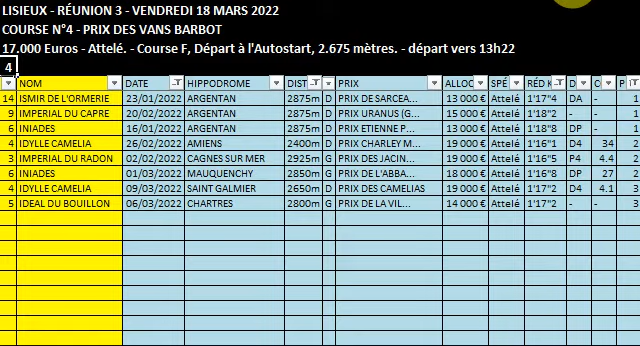 LISIEUX - RÉUNION 3 - VENDREDI 18 MARS 2022
COURSE N°4 - PRIX DES VANS BARBOT
17.000 Euros - Attelé. - Course F, Départ à l'Autostart, 2.675 mètres. - départ vers 13h22
4
NOM DATE HIPPODROME DIST PRIX ALLOC SPÉ RÉD K D C P
14 ISMIR DE L'ORMERIE 23/01/2022 ARGENTAN 2875m D PRIX DE SARCEA... 13 000 € Attelé 1'17"4 DA - 1
9 IMPERIAL DU CAPRE 20/02/2022 ARGENTAN 2875m D PRIX URANUS (G... 15 000 € Attelé 1'18"2 - - 1
6 INIADES 16/01/2022 ARGENTAN 2875m D PRIX ETIENNE P... 13 000 € Attelé 1'18"8 DP - 1
4 IDYLLE CAMELIA 26/02/2022 AMIENS 2400m D PRIX CHARLEY M... 19 000 € Attelé 1'16"1 D4 34 2
3 IMPERIAL DU RADON 02/02/2022 CAGNES SUR MER 2925m G PRIX DES JACIN... 19 000 € Attelé 1'16"5 P4 4.4 2
6 INIADES 01/03/2022 MAUQUENCHY 2850m G PRIX DE L'ABBA... 18 000 € Attelé 1'16"8 DP 27 2
4 IDYLLE CAMELIA 09/03/2022 SAINT GALMIER 2650m D PRIX DES CAMELIAS 19 000 € Attelé 1'17"2 D4 4.1 3
5 IDEAL DU BOUILLON 06/03/2022 CHARTRES 2800m G PRIX DE LA VIL... 14 000 € Attelé 1'17"2 - - 3